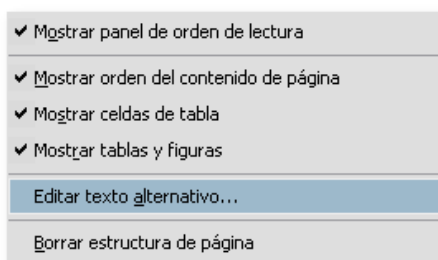 Mostrar panel de orden de lectura
Mostrar orden del contenido de página
Mostrar celdas de tabla
Mostrar tablas y figuras
Editar texto alternativo...
Borrar estructura de página